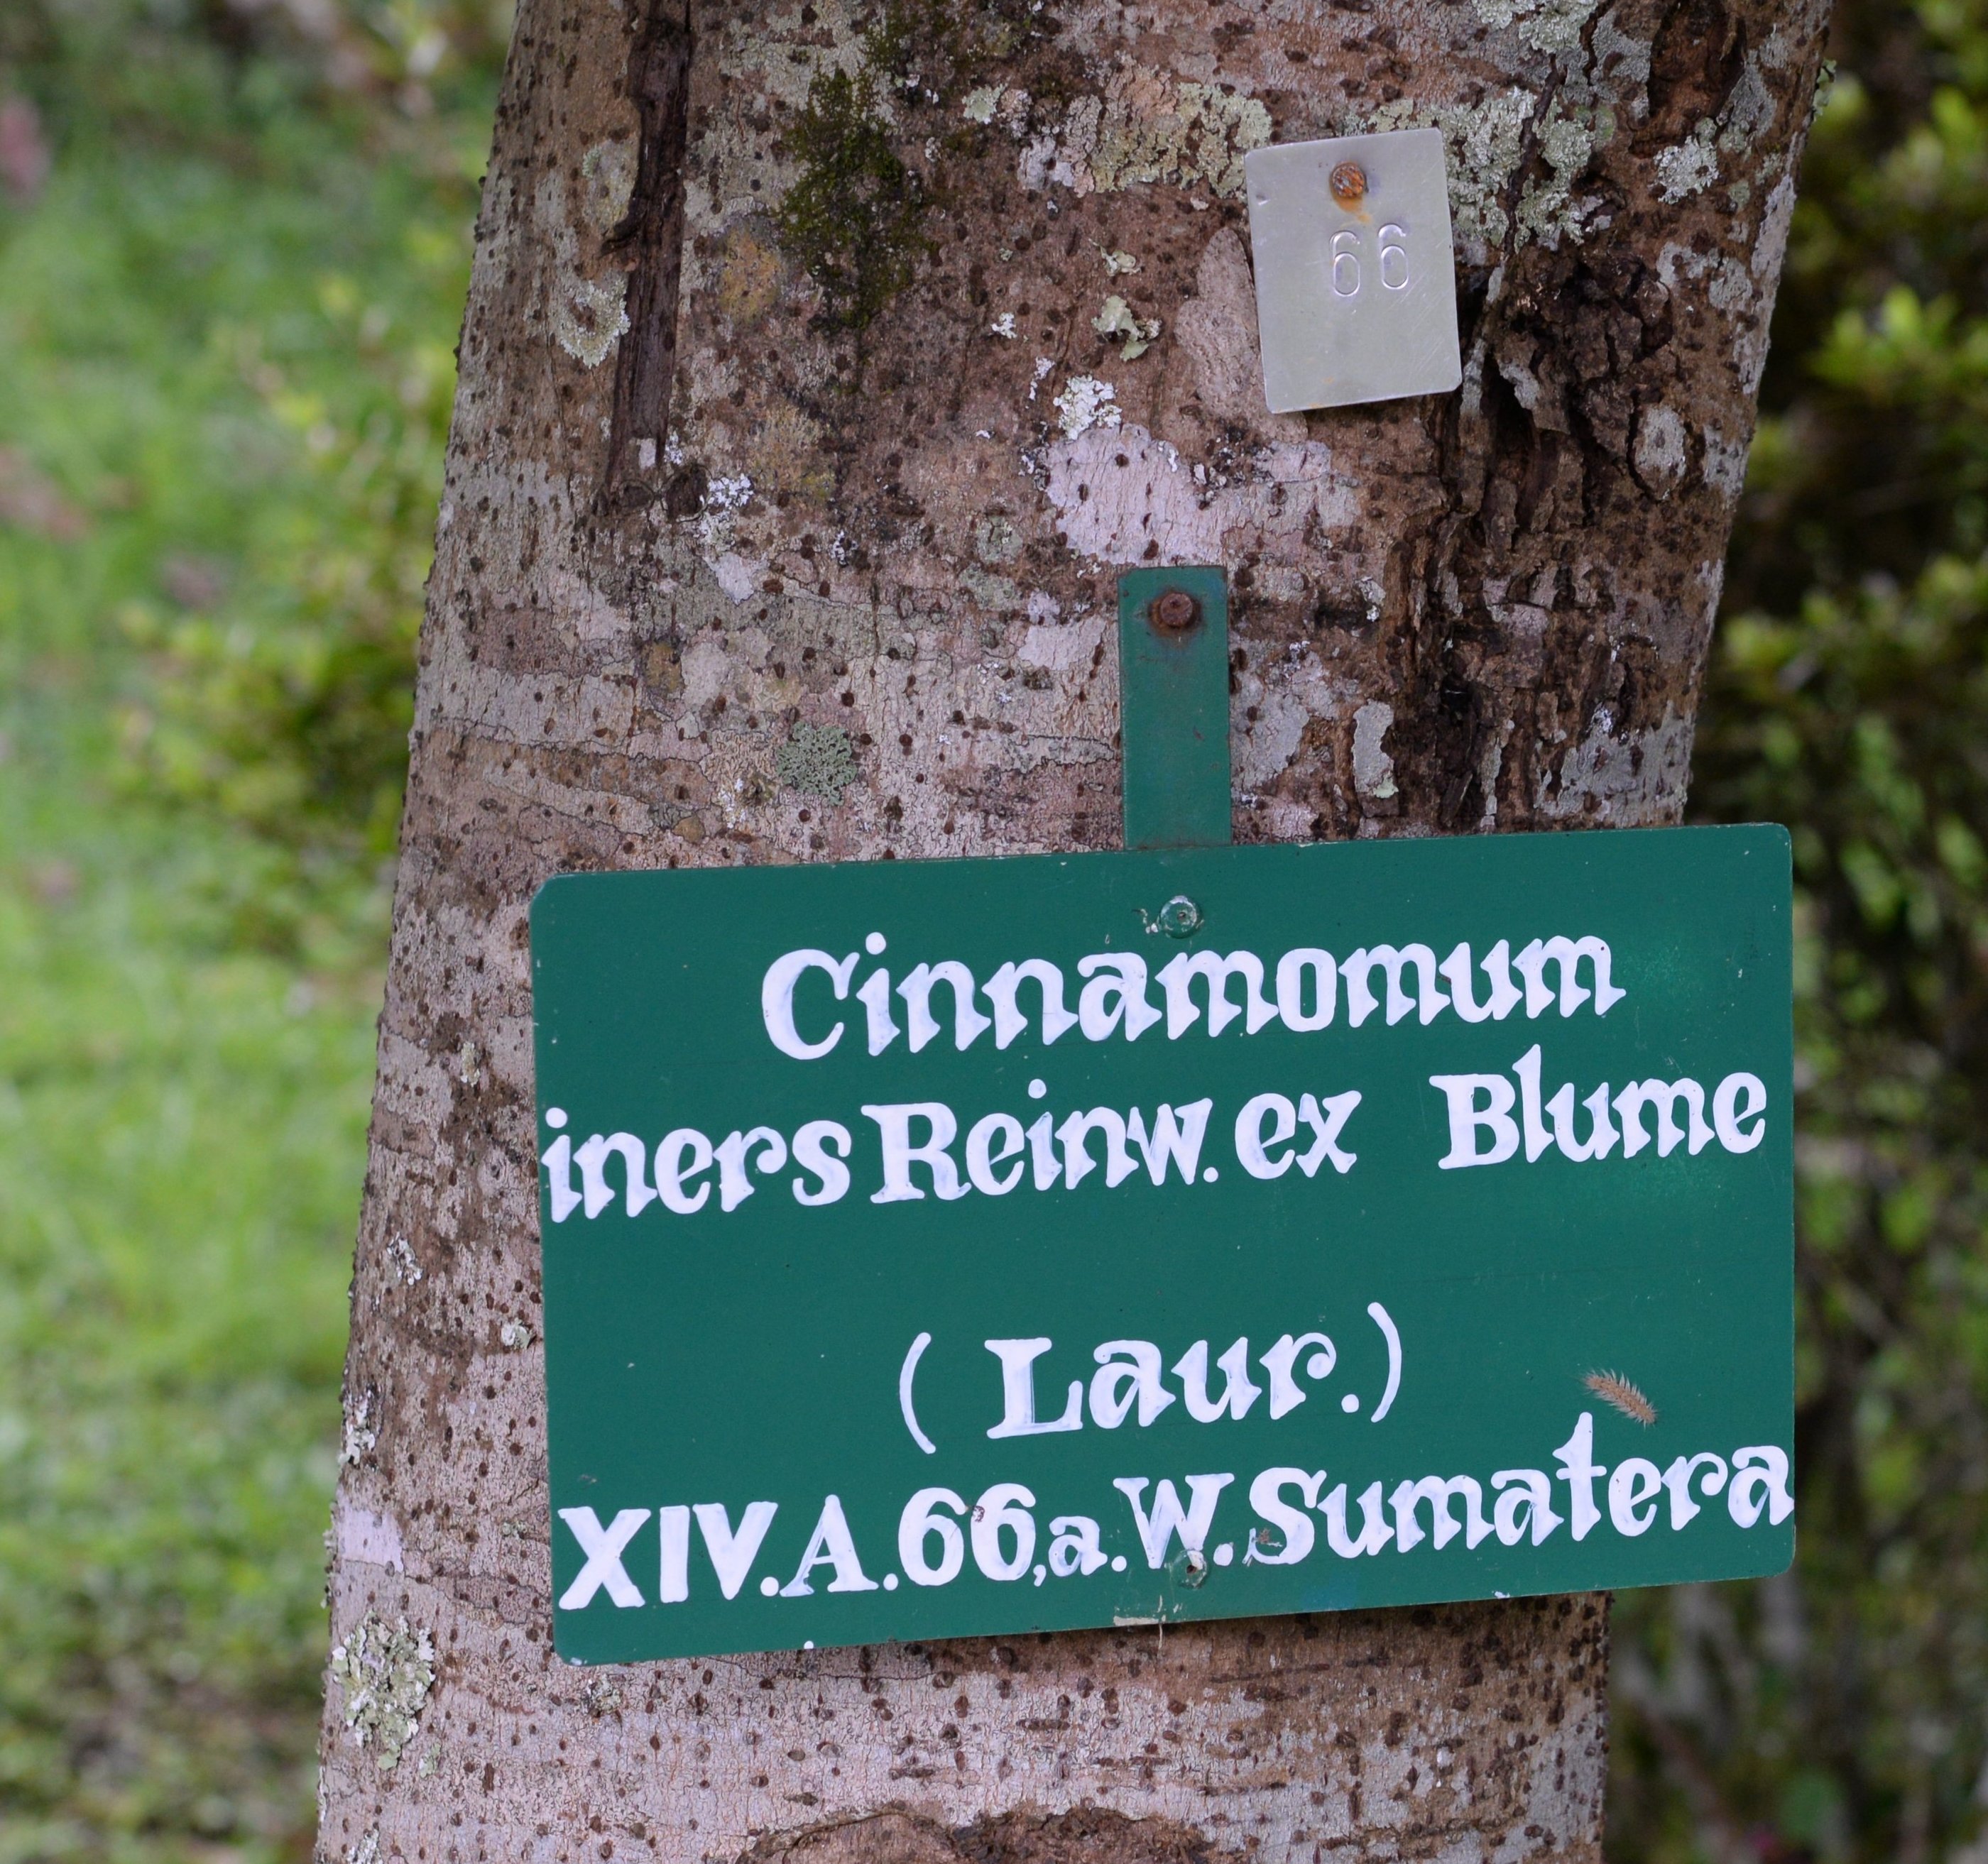 66
Cinnamomum
iners Reinw. ex Blume
( Laur.)
XIV.A.66,a.W.Sumatera